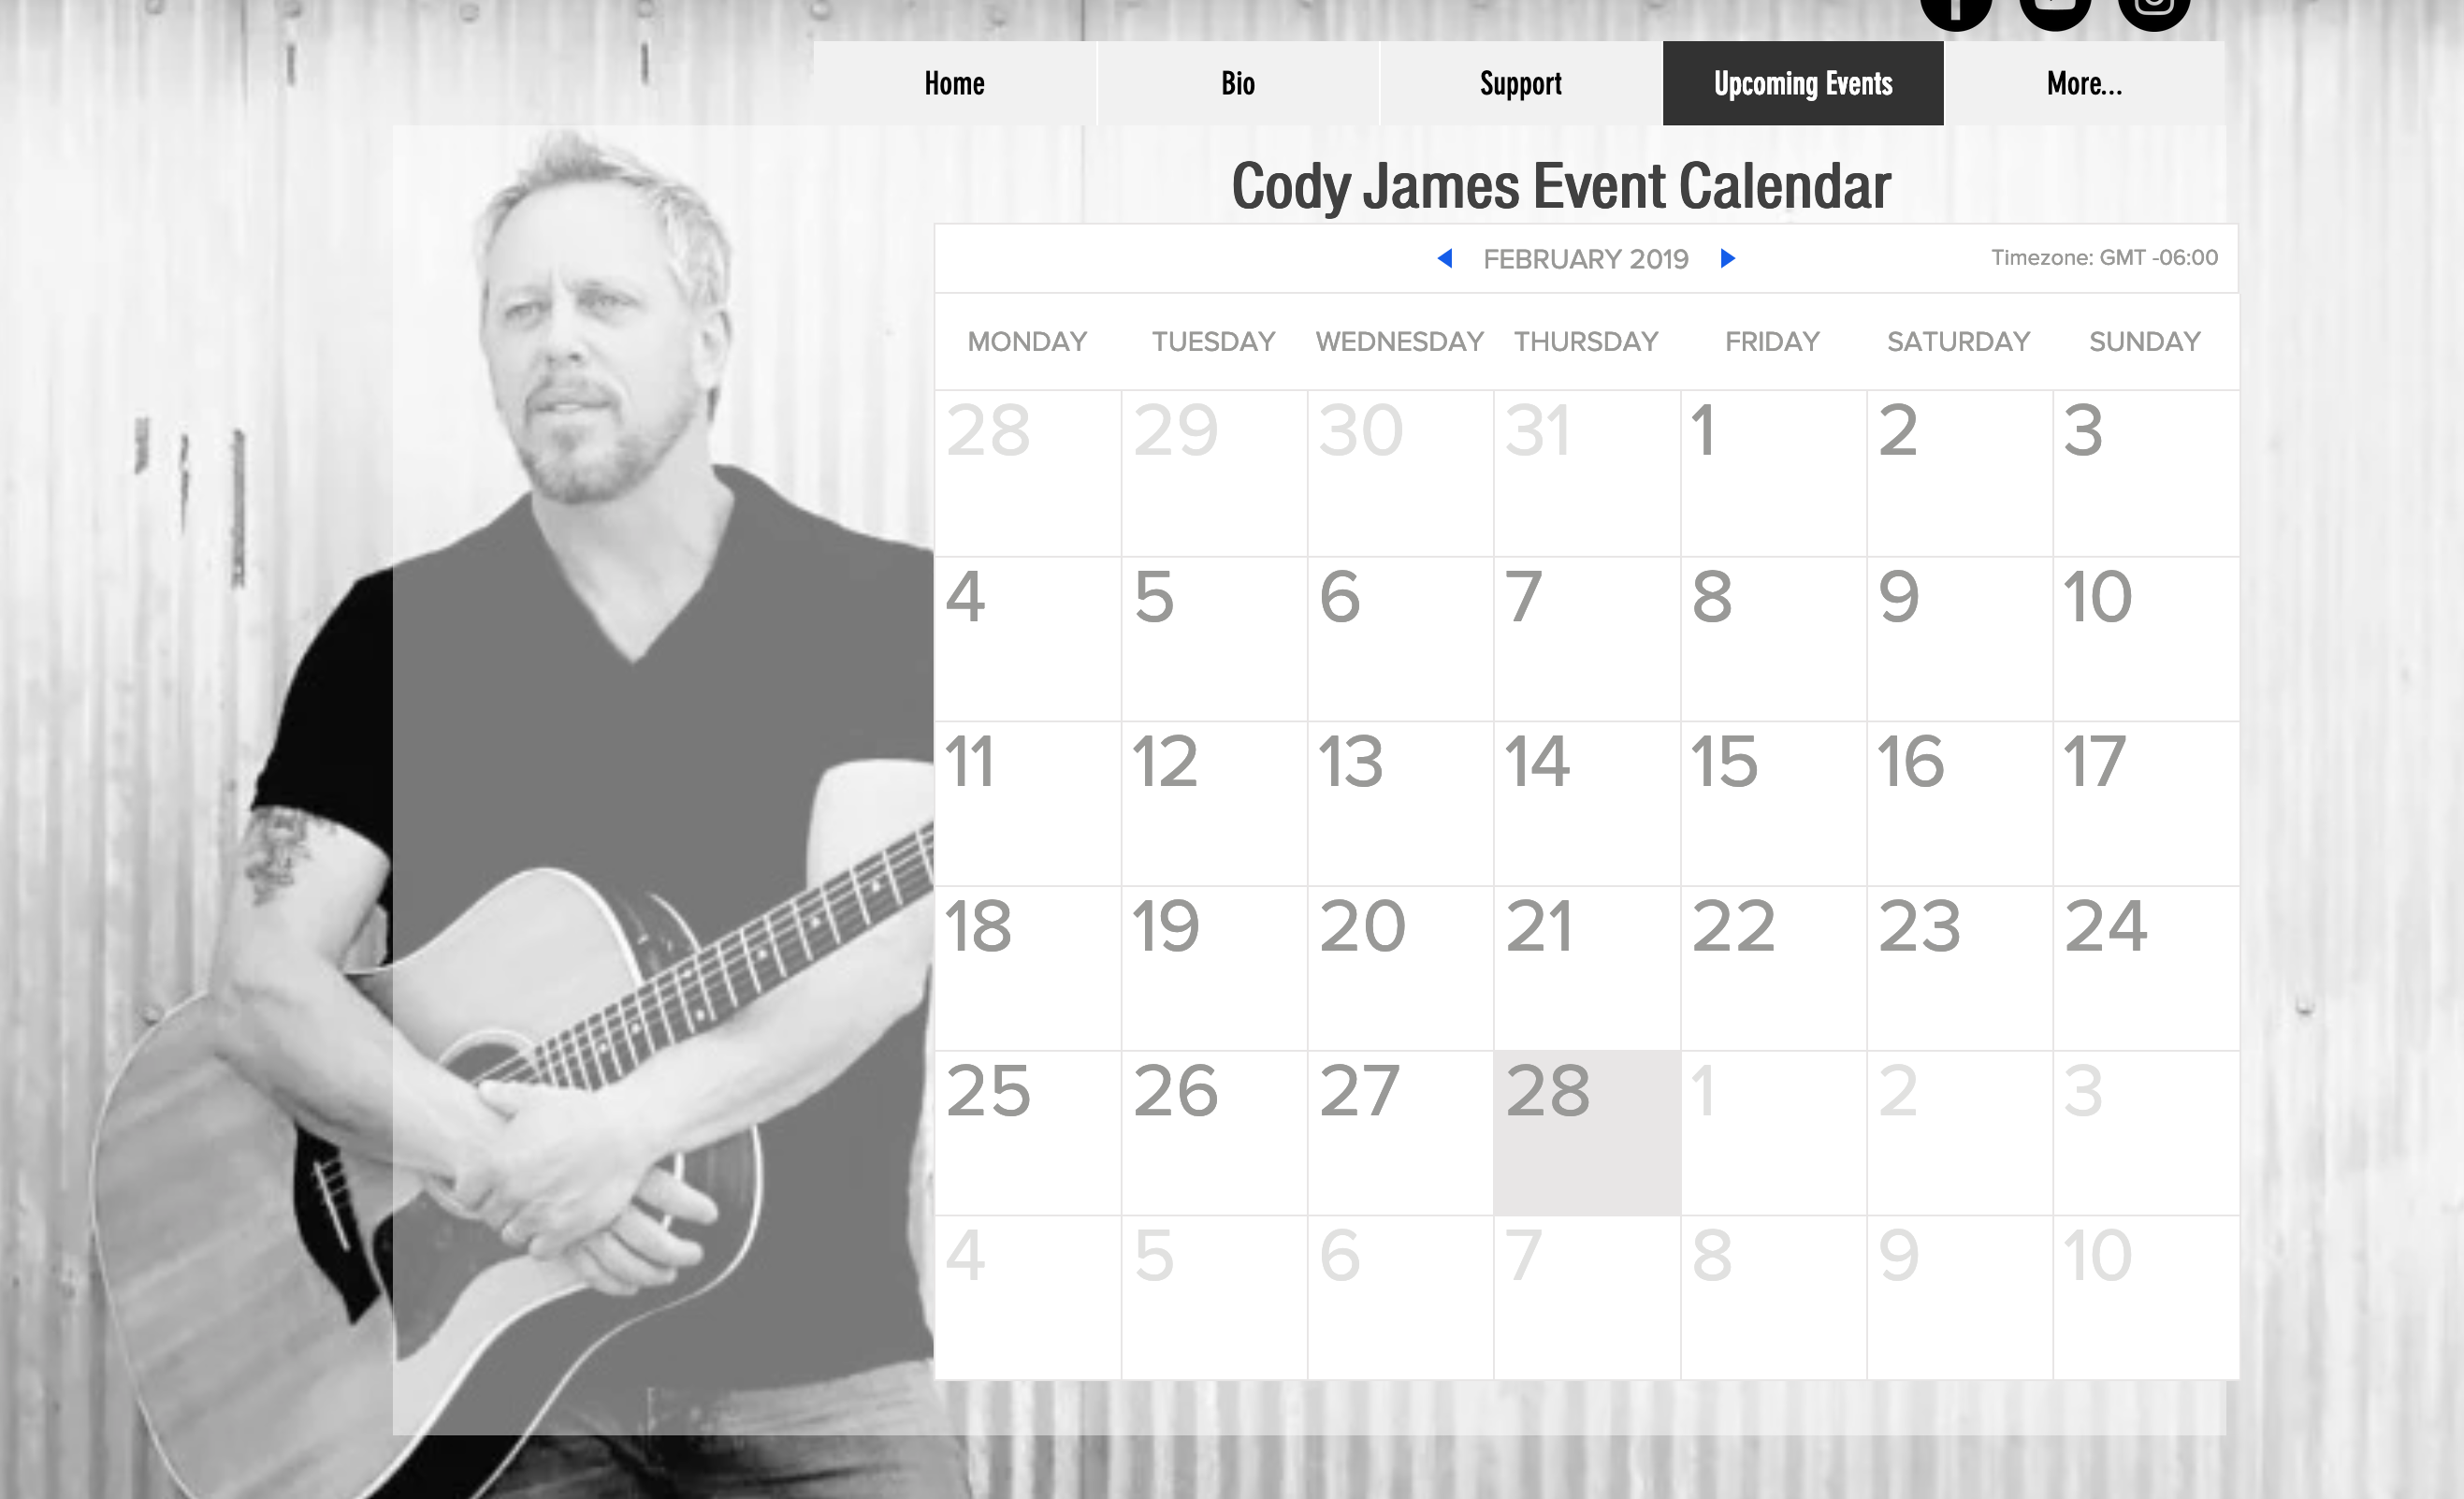 Home Bio Support Upcoming Events More...
Cody James Event Calendar
FEBRUARY 2019 Timezone: GMT -06:00
MONDAY TUESDAY WEDNESDAY THURSDAY FRIDAY SATURDAY SUNDAY
28 29 30 31 1 2 3
4 5 6 7 8 9 10
11 12 13 14 15 16 17
18 19 20 21 22 23 24
25 26 27 28 1 2 3
4 5 6 7 8 9 10